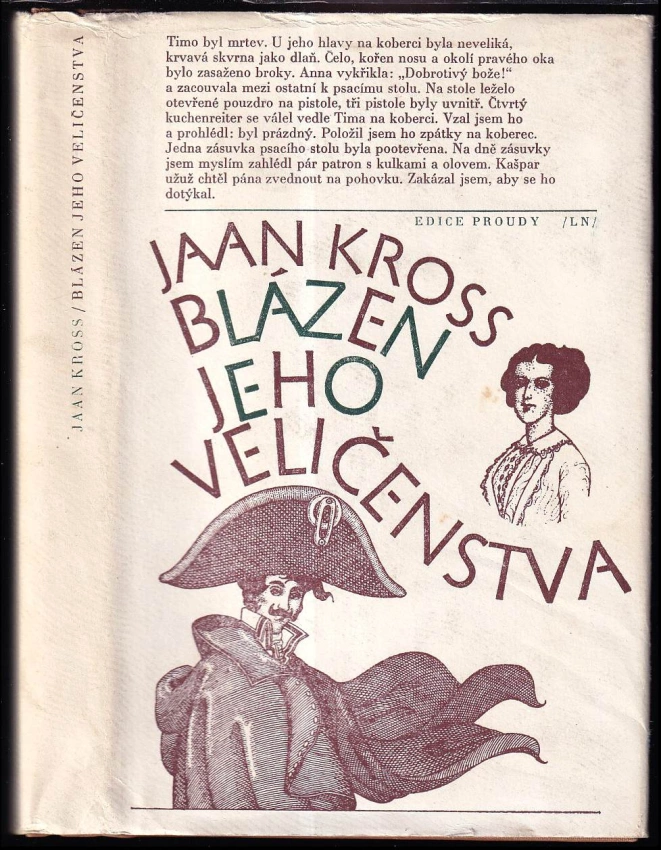 Timo byl mrtev. U jeho hlavy na koberci byla neveliká,
krvavá skvrna jako dlaň. Čelo, kořen nosu a okolí pravého oka
bylo zasaženo broky. Anna vykřikla: „Dobrotivý bože!“
a zacouvala mezi ostatní k psacímu stolu. Na stole leželo
otevřené pouzdro na pistole, tři pistole byly uvnitř. Čtvrtý
kuchenreiter se válel vedle Tima na koberci. Vzal jsem ho
a prohlédl: byl prázdný. Položil jsem ho zpátky na koberec.
Jedna zásuvka psacího stolu byla pootevřena. Na dně zásuvky
jsem myslím zahlédl pár patron s kulkami a olovem. Kašpar
užuž chtěl pána zvednout na pohovku. Zakázal jsem, aby se ho
dotýkal.
EDICE PROUDY /LN/
JAAN KROSS
BLÁZEN
JEHO
VELIČENSTVA
JAAN KROSS / BLÁZEN JEHO VELIČENSTVA